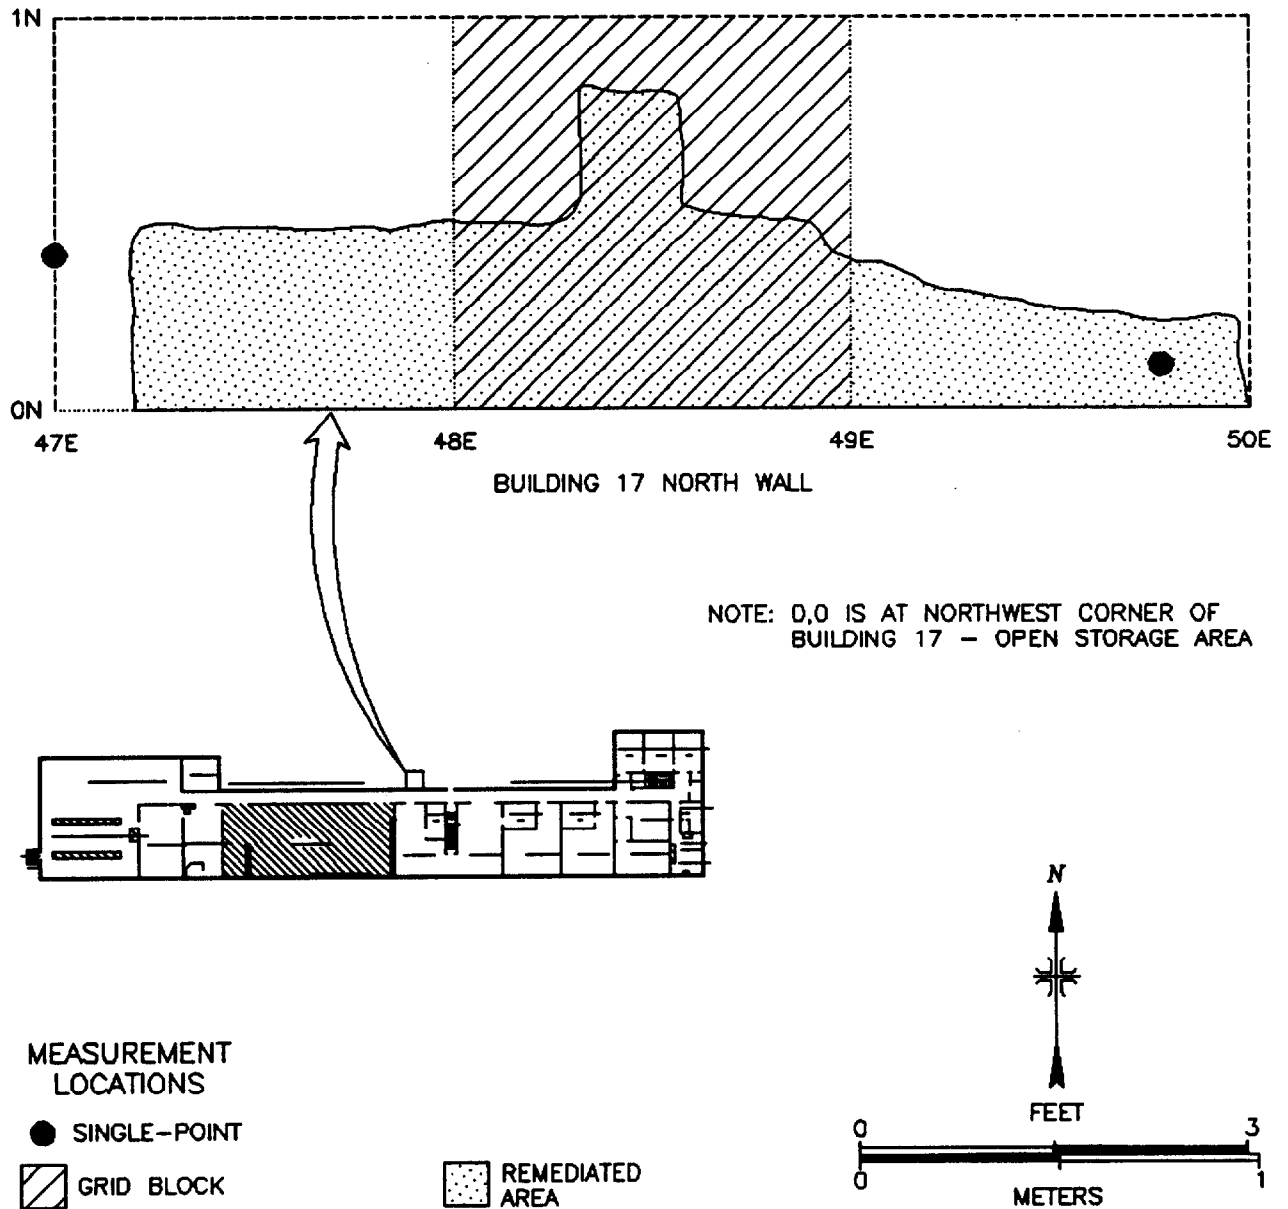 1N
0N
47E 48E 49E 50E
BUILDING 17 NORTH WALL
NOTE: 0,0 IS AT NORTHWEST CORNER OF
BUILDING 17 - OPEN STORAGE AREA
N
MEASUREMENT
LOCATIONS
SINGLE-POINT
GRID BLOCK
REMEDIATED
AREA
FEET
0 3
0 1
METERS